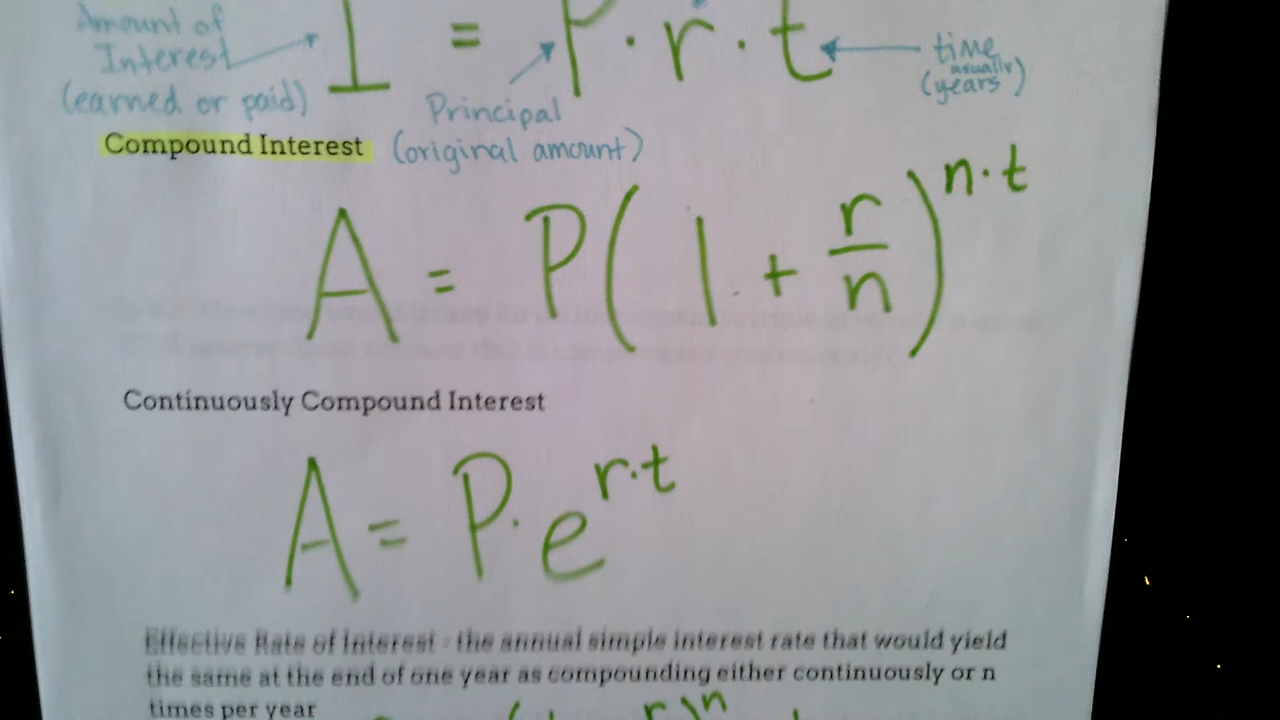 Amount of
Interest
(earned or paid)
I = P · r · t
Principal
(original amount)
time
usually
(years)
Compound Interest
A = P(1 + r/n)^n·t
Continuously Compound Interest
A = P·e^r·t
Effective Rate of Interest - the annual simple interest rate that would yield
the same at the end of one year as compounding either continuously or n
times per year